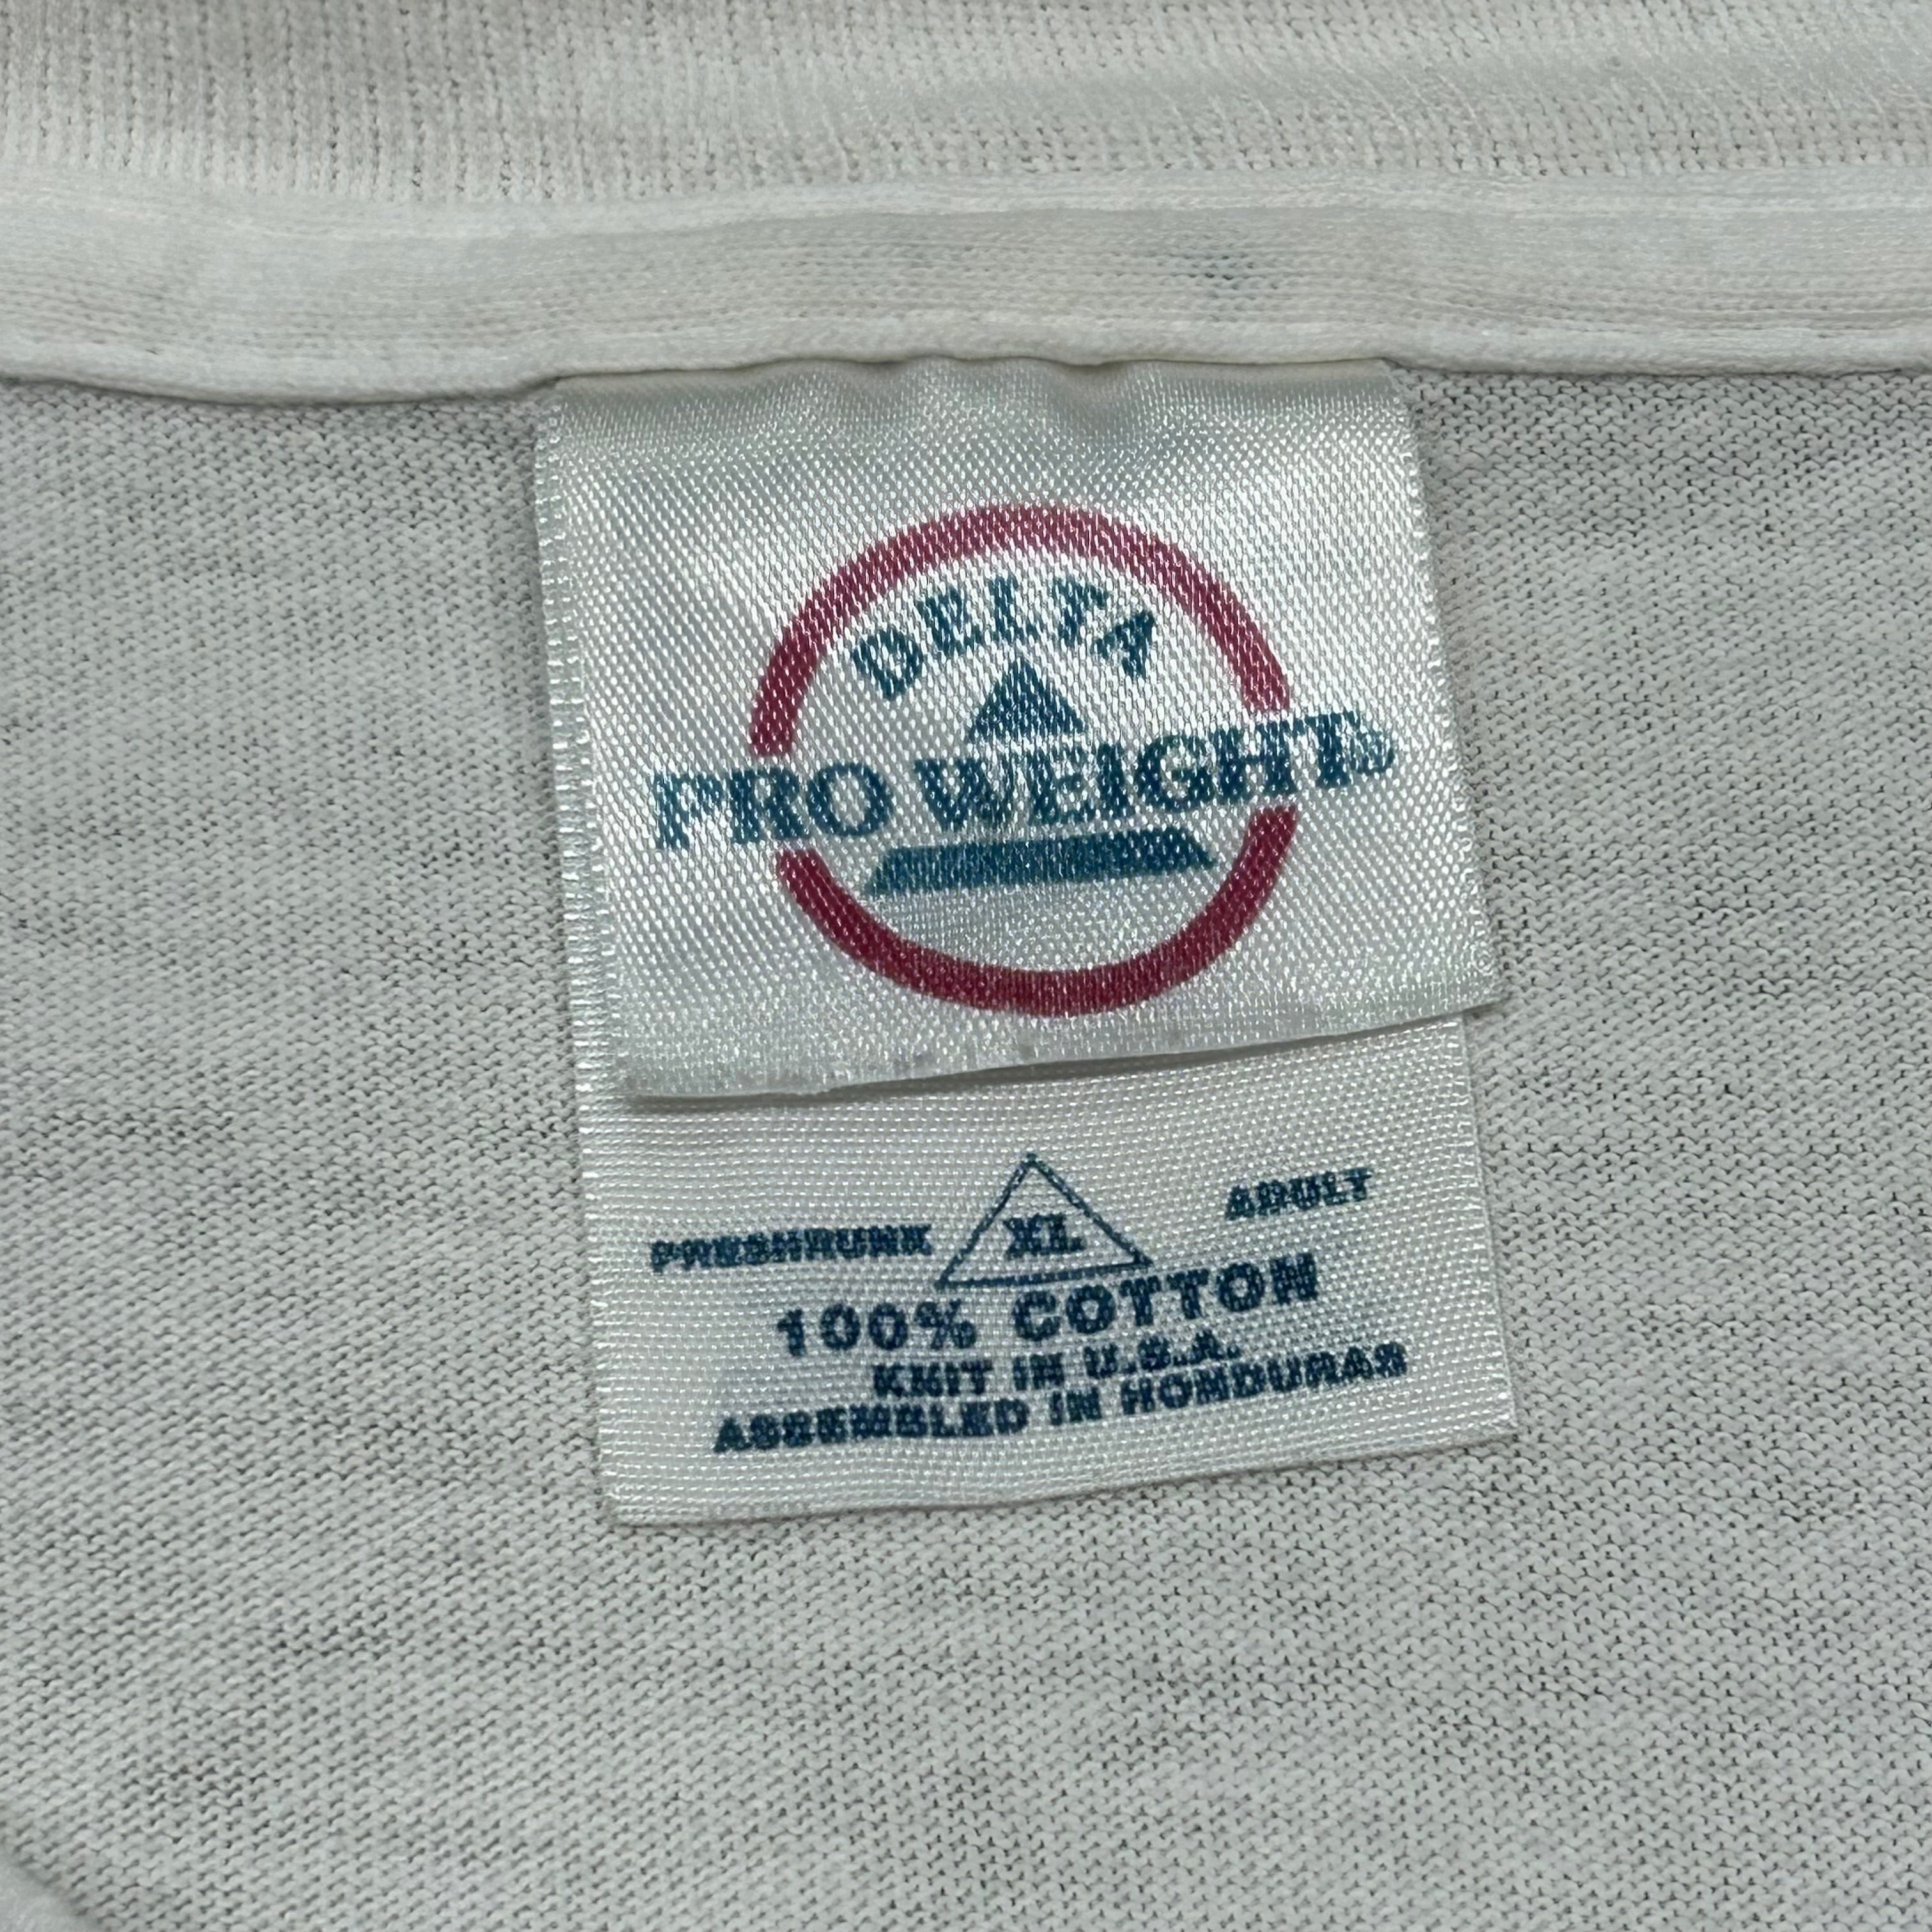 DELTA
PRO WEIGHT®
PRESHRUNK XL ADULT
100% COTTON
KNIT IN U.S.A.
ASSEMBLED IN HONDURAS